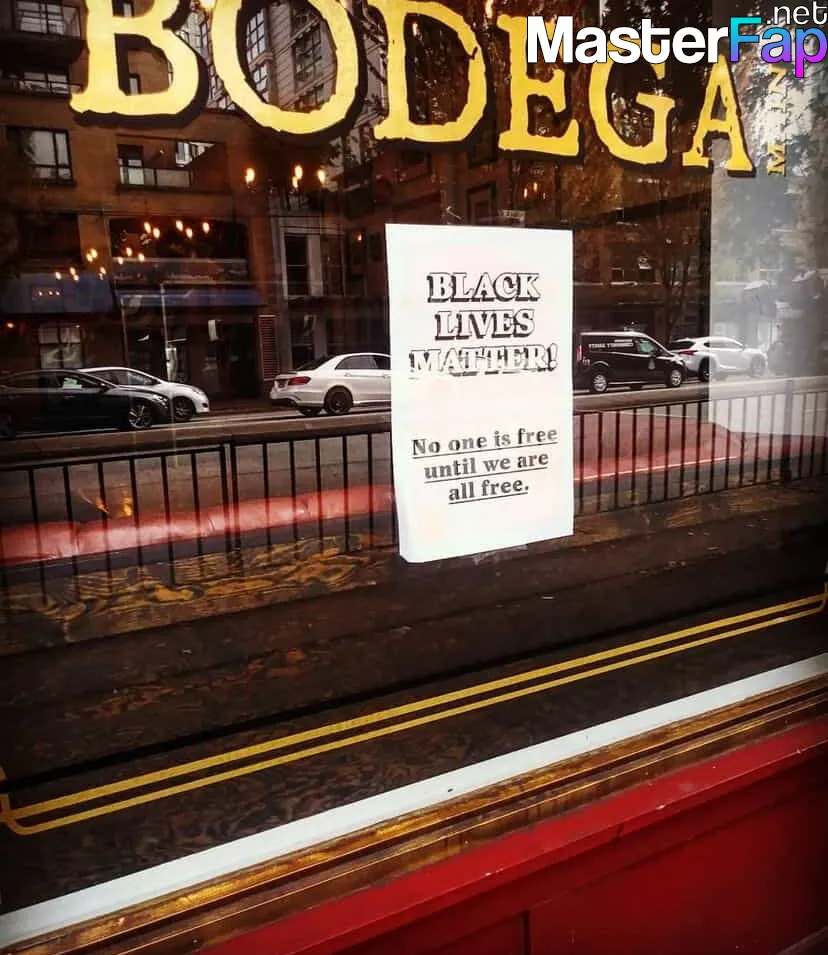 BODEGA
MasterFap
.net
BLACK
LIVES
MATTER!
No one is free
until we are
all free.